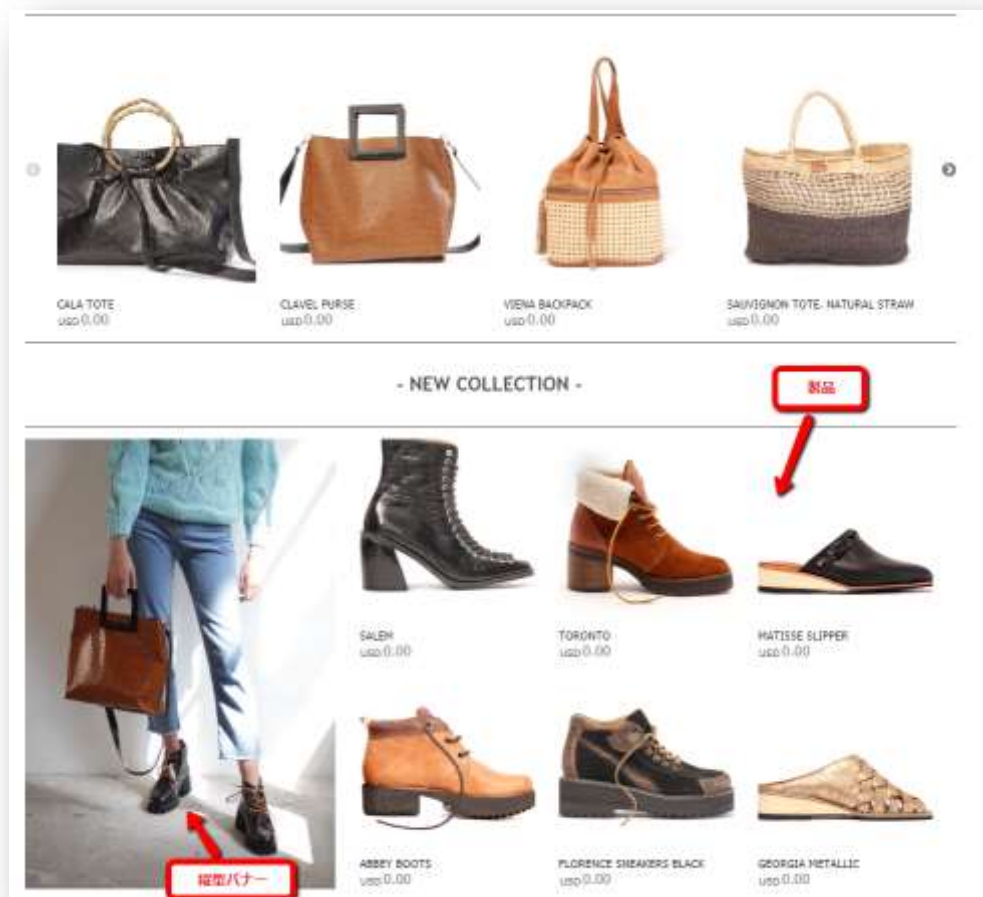 CALA TOTE
USD 0.00
CLAVEL PURSE
USD 0.00
VIENA BACKPACK
USD 0.00
SAUVIGNON TOTE. NATURAL STRAW
USD 0.00
- NEW COLLECTION -
製品
SALEM
USD 0.00
TORONTO
USD 0.00
MATISSE SLIPPER
USD 0.00
ABBEY BOOTS
USD 0.00
FLORENCE SNEAKERS BLACK
USD 0.00
GEORGIA METALLIC
USD 0.00
縦型バナー